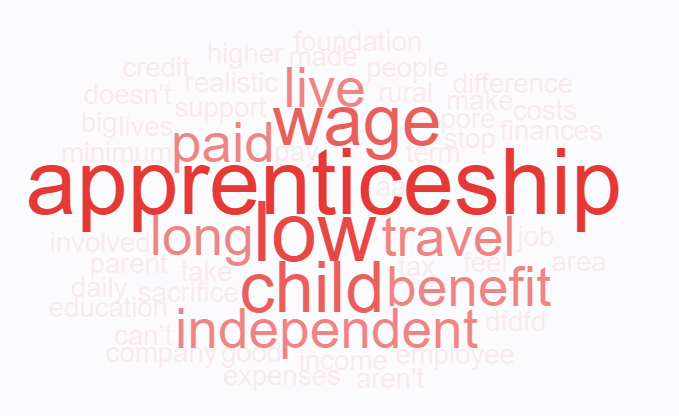 foundation
higher made
credit people
realistic live rural difference
doesn't support make costs
big lives wage pore finances
paid stop
minimum pay term
apprenticeship
long low travel job
involved
parent take tax feel area
daily sacrifice child benefit
education
independent dfdfd
can't
company good income employee
expenses aren't